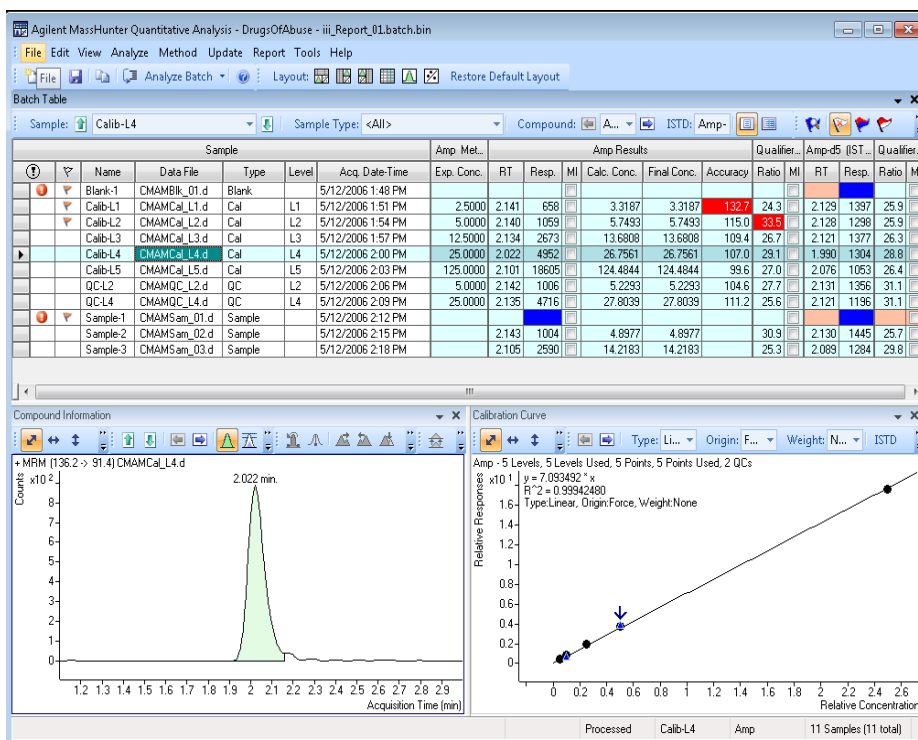 Agilent MassHunter Quantitative Analysis - DrugsOfAbuse - iii_Report_01.batch.bin
File Edit View Analyze Method Update Report Tools Help
File Analyze Batch Layout: Restore Default Layout
Batch Table
Sample: Calib-L4 Sample Type: <All> Compound: A... ISTD: Amp-
Sample Amp Met... Amp Results Qualifier... Amp-d5 (IST... Qualifier.
Name Data File Type Level Acq. Date-Time Exp. Conc. RT Resp. MI Calc. Conc. Final Conc. Accuracy Ratio MI RT Resp. Ratio M
Blank-1 CMAMBlk_01.d Blank 5/12/2006 1:48 PM
Calib-L1 CMAMCal_L1.d Cal L1 5/12/2006 1:51 PM 2.5000 2.141 658 3.3187 3.3187 132.7 24.3 2.129 1397 25.9
Calib-L2 CMAMCal_L2.d Cal L2 5/12/2006 1:54 PM 5.0000 2.140 1059 5.7493 5.7493 115.0 33.5 2.128 1298 25.9
Calib-L3 CMAMCal_L3.d Cal L3 5/12/2006 1:57 PM 12.5000 2.134 2673 13.6808 13.6808 109.4 26.7 2.121 1377 26.3
Calib-L4 CMAMCal_L4.d Cal L4 5/12/2006 2:00 PM 25.0000 2.022 4952 26.7561 26.7561 107.0 29.1 1.990 1304 28.8
Calib-L5 CMAMCal_L5.d Cal L5 5/12/2006 2:03 PM 125.0000 2.101 18605 124.4844 124.4844 99.6 27.0 2.076 1053 26.4
QC-L2 CMAMQC_L2.d QC L2 5/12/2006 2:06 PM 5.0000 2.142 1006 5.2293 5.2293 104.6 27.7 2.131 1356 31.1
QC-L4 CMAMQC_L4.d QC L4 5/12/2006 2:09 PM 25.0000 2.135 4716 27.8039 27.8039 111.2 25.6 2.121 1196 31.1
Sample-1 CMAMSam_01.d Sample 5/12/2006 2:12 PM
Sample-2 CMAMSam_02.d Sample 5/12/2006 2:15 PM 2.143 1004 4.8977 4.8977 30.9 2.130 1445 25.7
Sample-3 CMAMSam_03.d Sample 5/12/2006 2:18 PM 2.105 2590 14.2183 14.2183 25.3 2.089 1284 29.8
Compound Information
+ MRM (136.2 -> 91.4) CMAMCal_L4.d
Counts
x10 2
2.022 min.
8-
7-
6-
5-
4-
3-
2-
1-
0-
1.2 1.3 1.4 1.5 1.6 1.7 1.8 1.9 2 2.1 2.2 2.3 2.4 2.5 2.6 2.7 2.8 2.9
Acquisition Time (min)
Calibration Curve
Type: Li... Origin: F... Weight: N... ISTD
Amp - 5 Levels, 5 Levels Used, 5 Points, 5 Points Used, 2 QCs
Relative Responses
x10 1
y = 7.093492 * x
R^2 = 0.99942480
Type:Linear, Origin:Force, Weight:None
1.6-
1.4-
1.2-
1-
0.8-
0.6-
0.4-
0.2-
0-
0 0.2 0.4 0.6 0.8 1 1.2 1.4 1.6 1.8 2 2.2 2.4 2.6
Relative Concentration
Processed Calib-L4 Amp 11 Samples (11 total)